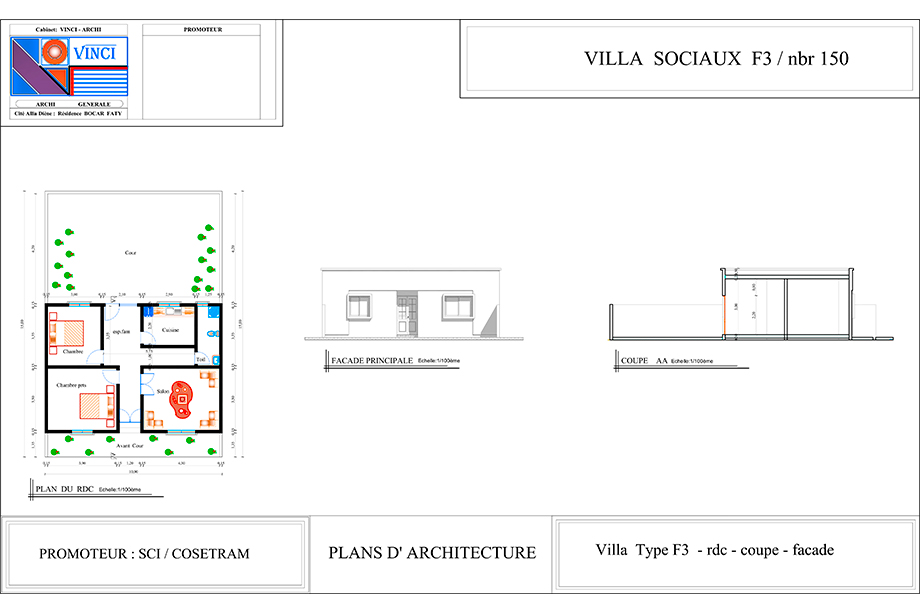 Cabinet: VINCI - ARCHI
PROMOTEUR
VINCI
ARCHI GENERALE
Cité Allia Diène : Résidence BOCAR FATY
VILLA SOCIAUX F3 / nbr 150
Cour
esp.fam
Cuisine
Chambre
Toil
Chambre prts
Salon
Avant Cour
PLAN DU RDC Echelle:1/100ème
FACADE PRINCIPALE Echelle:1/100ème
COUPE AA Echelle:1/100ème
PROMOTEUR : SCI / COSETRAM
PLANS D' ARCHITECTURE
Villa Type F3 - rdc - coupe - facade